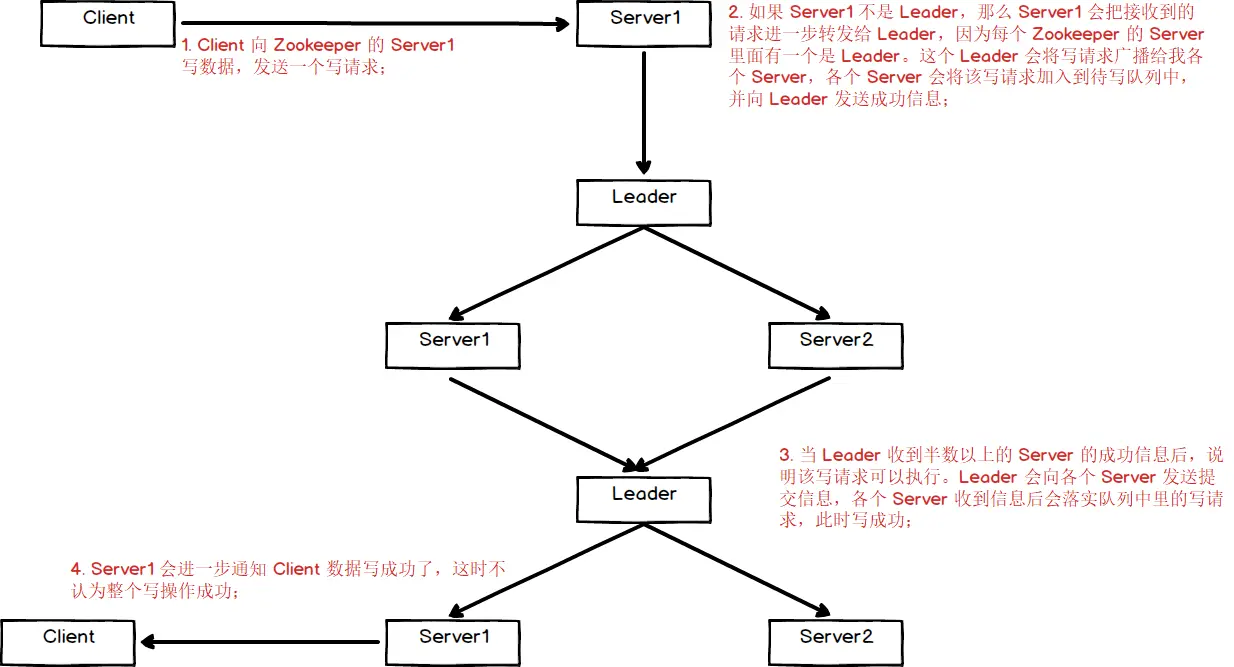 Client
Server1
1. Client 向 Zookeeper 的 Server1
写数据，发送一个写请求；
2. 如果 Server1 不是 Leader，那么 Server1 会把接收到的
请求进一步转发给 Leader，因为每个 Zookeeper 的 Server
里面有一个是 Leader。这个 Leader 会将写请求广播给我各
个 Server，各个 Server 会将该写请求加入到待写队列中，
并向 Leader 发送成功信息；
Leader
Server1
Server2
3. 当 Leader 收到半数以上的 Server 的成功信息后，说
明该写请求可以执行。Leader 会向各个 Server 发送提
交信息，各个 Server 收到信息后会落实队列中里的写请
求，此时写成功；
Leader
4. Server1 会进一步通知 Client 数据写成功了，这时不
认为整个写操作成功；
Client
Server1
Server2